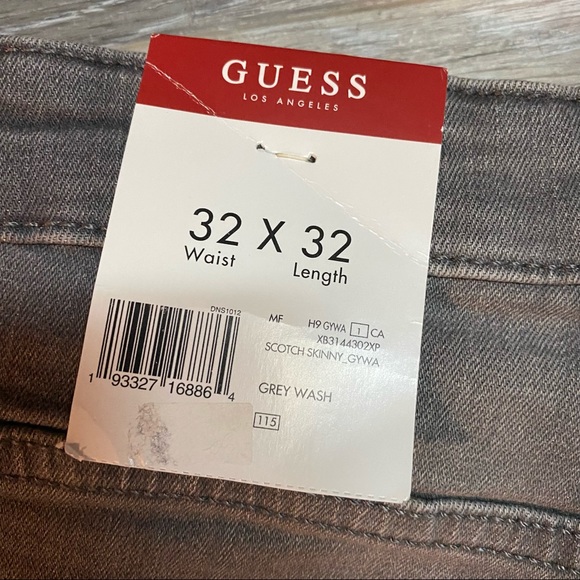 GUESS
LOS ANGELES
32 X 32
Waist Length
DNS1012
MF H9 GYWA 1 CA
XB3144302XP
SCOTCH SKINNY_GYWA
1 93327 16886 4
GREY WASH
115